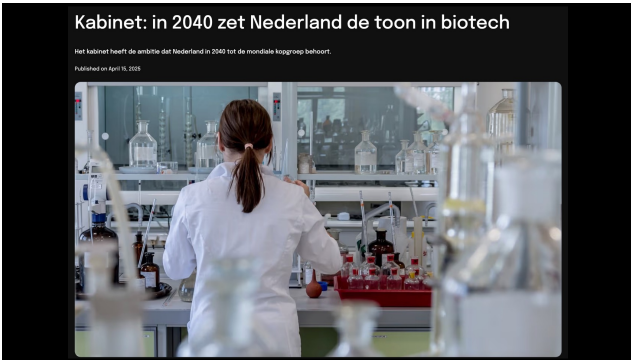 Kabinet: in 2040 zet Nederland de toon in biotech
Het kabinet heeft de ambitie dat Nederland in 2040 tot de mondiale kopgroep behoort.
Published on April 15, 2025